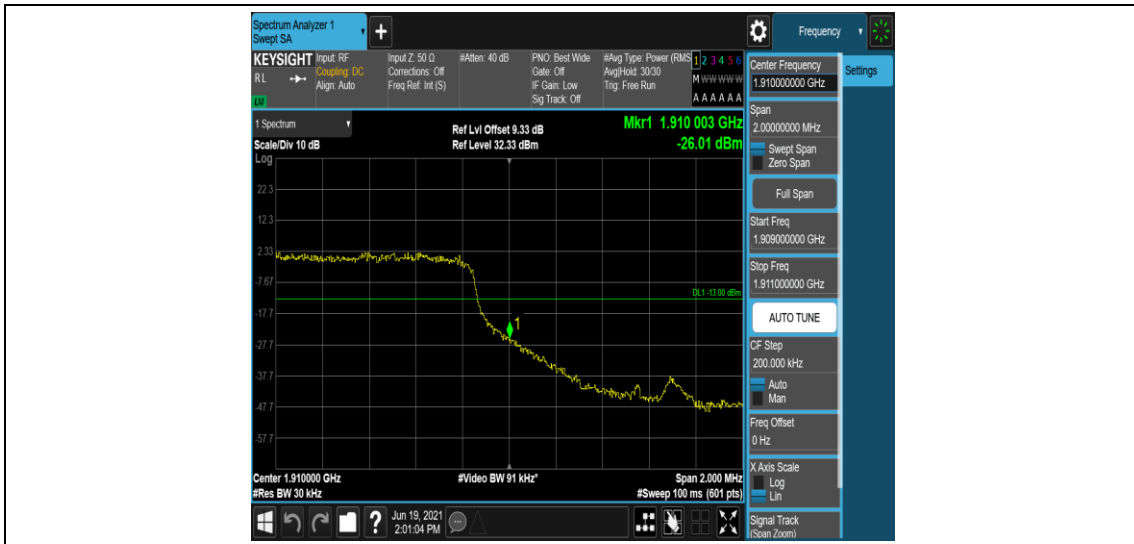 Spectrum Analyzer 1
Swept SA
+
Frequency
KEYSIGHT
RL
LXI
Input: RF
Coupling: DC
Align: Auto
Input Z: 50 Ω
Corrections: Off
Freq Ref: Int (S)
#Atten: 40 dB
PNO: Best Wide
Gate: Off
IF Gain: Low
Sig Track: Off
#Avg Type: Power (RMS
Avg|Hold: 30/30
Trig: Free Run
1 2 3 4 5 6
M W W W W W
A A A A A A
1 Spectrum
Scale/Div 10 dB
Log
Ref Lvl Offset 9.33 dB
Ref Level 32.33 dBm
Mkr1 1.910 003 GHz
-26.01 dBm
22.3
12.3
2.33
-7.67
DL1 -13.00 dBm
-17.7
1
-27.7
-37.7
-47.7
-57.7
Center 1.910000 GHz
#Res BW 30 kHz
#Video BW 91 kHz*
Span 2.000 MHz
#Sweep 100 ms (601 pts)
?
Jun 19, 2021
2:01:04 PM
Center Frequency
1.910000000 GHz
Settings
Span
2.00000000 MHz
Swept Span
Zero Span
Full Span
Start Freq
1.909000000 GHz
Stop Freq
1.911000000 GHz
AUTO TUNE
CF Step
200.000 kHz
Auto
Man
Freq Offset
0 Hz
X Axis Scale
Log
Lin
Signal Track
(Span Zoom)